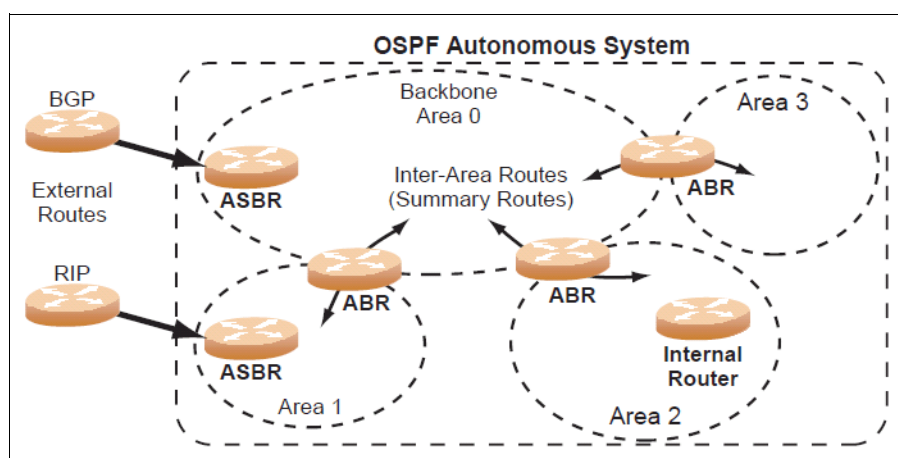 OSPF Autonomous System
BGP
Backbone
Area 0
Area 3
External
Routes
ASBR
Inter-Area Routes
(Summary Routes)
ABR
RIP
ABR
ABR
ASBR
Internal
Router
Area 1
Area 2